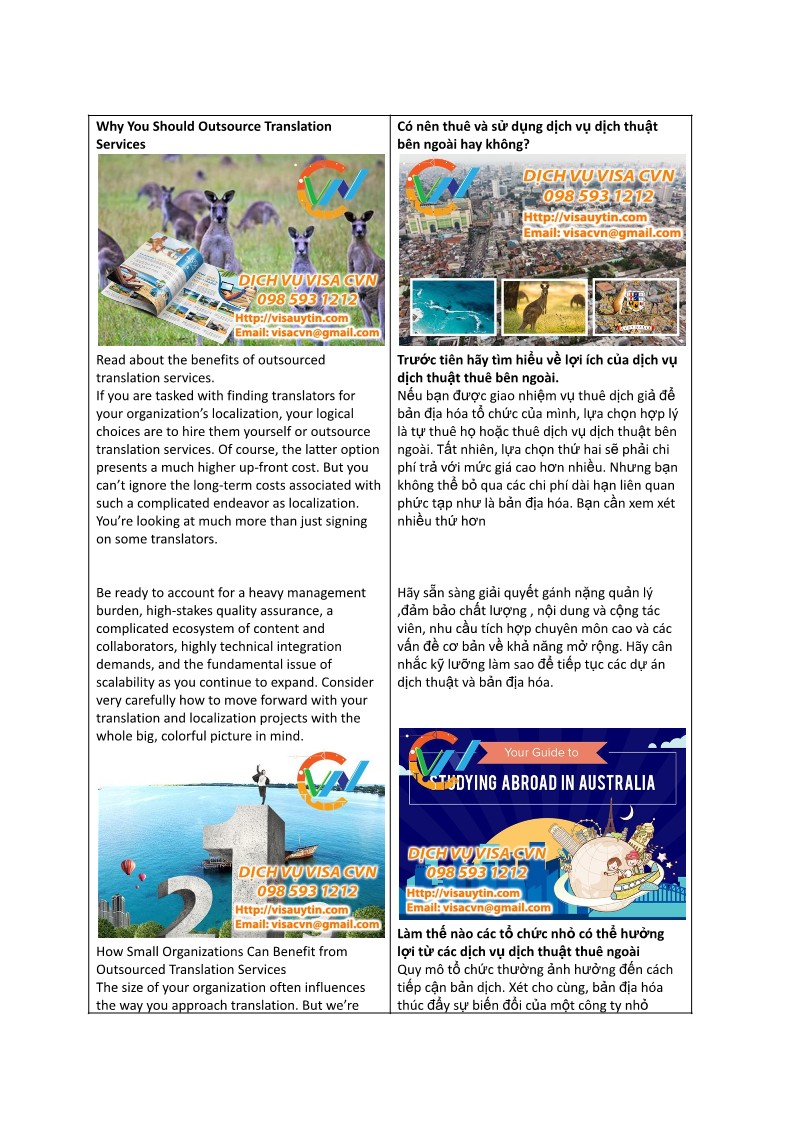 Why You Should Outsource Translation
Services
DỊCH VỤ VISA CVN
098 593 1212
Http://visauytin.com
Email: visacvn@gmail.com
Read about the benefits of outsourced
translation services.
If you are tasked with finding translators for
your organization’s localization, your logical
choices are to hire them yourself or outsource
translation services. Of course, the latter option
presents a much higher up-front cost. But you
can’t ignore the long-term costs associated with
such a complicated endeavor as localization.
You’re looking at much more than just signing
on some translators.
Be ready to account for a heavy management
burden, high-stakes quality assurance, a
complicated ecosystem of content and
collaborators, highly technical integration
demands, and the fundamental issue of
scalability as you continue to expand. Consider
very carefully how to move forward with your
translation and localization projects with the
whole big, colorful picture in mind.
21
DỊCH VỤ VISA CVN
098 593 1212
Http://visauytin.com
Email: visacvn@gmail.com
How Small Organizations Can Benefit from
Outsourced Translation Services
The size of your organization often influences
the way you approach translation. But we’re
Có nên thuê và sử dụng dịch vụ dịch thuật
bên ngoài hay không?
DỊCH VỤ VISA CVN
098 593 1212
Http://visauytin.com
Email: visacvn@gmail.com
Trước tiên hãy tìm hiểu về lợi ích của dịch vụ
dịch thuật thuê bên ngoài.
Nếu bạn được giao nhiệm vụ thuê dịch giả để
bản địa hóa tổ chức của mình, lựa chọn hợp lý
là tự thuê họ hoặc thuê dịch vụ dịch thuật bên
ngoài. Tất nhiên, lựa chọn thứ hai sẽ phải chi
phí trả với mức giá cao hơn nhiều. Nhưng bạn
không thể bỏ qua các chi phí dài hạn liên quan
phức tạp như là bản địa hóa. Bạn cần xem xét
nhiều thứ hơn
Hãy sẵn sàng giải quyết gánh nặng quản lý
,đảm bảo chất lượng , nội dung và cộng tác
viên, nhu cầu tích hợp chuyên môn cao và các
vấn đề cơ bản về khả năng mở rộng. Hãy cân
nhắc kỹ lưỡng làm sao để tiếp tục các dự án
dịch thuật và bản địa hóa.
Your Guide to
STUDYING ABROAD IN AUSTRALIA
DỊCH VỤ VISA CVN
098 593 1212
Http://visauytin.com
Email: visacvn@gmail.com
Làm thế nào các tổ chức nhỏ có thể hưởng
lợi từ các dịch vụ dịch thuật thuê ngoài
Quy mô tổ chức thường ảnh hưởng đến cách
tiếp cận bản dịch. Xét cho cùng, bản địa hóa
thúc đẩy sự biến đổi của một công ty nhỏ